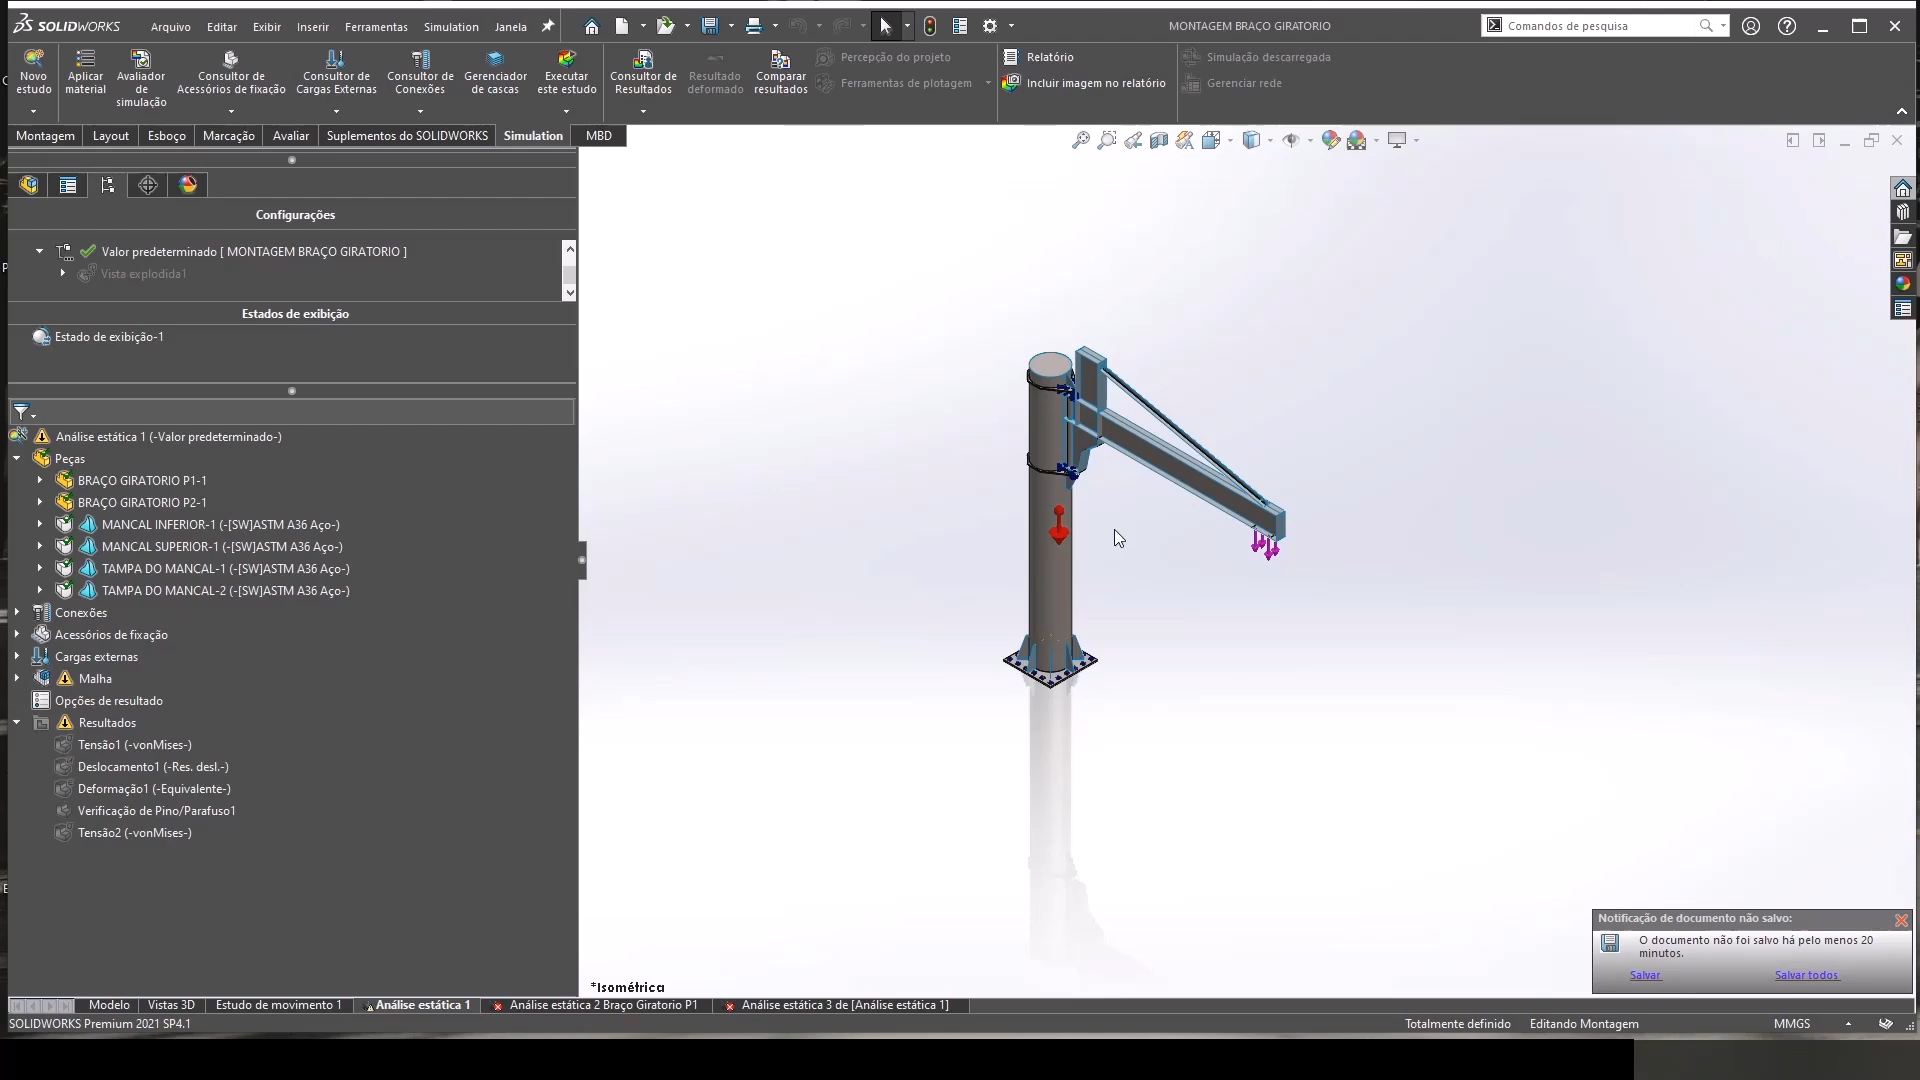 SOLIDWORKS Arquivo Editar Exibir Inserir Ferramentas Simulation Janela MONTAGEM BRAÇO GIRATORIO Comandos de pesquisa
Novo estudo
Aplicar material
Avaliador de simulação
Consultor de Acessórios de fixação
Consultor de Cargas Externas
Consultor de Conexões
Gerenciador de cascas
Executar este estudo
Consultor de Resultados
Resultado deformado
Comparar resultados
Percepção do projeto
Ferramentas de plotagem
Relatório
Incluir imagem no relatório
Simulação descarregada
Gerenciar rede
Montagem Layout Esboço Marcação Avaliar Suplementos do SOLIDWORKS Simulation MBD
Configurações
Valor predeterminado [ MONTAGEM BRAÇO GIRATORIO ]
Vista explodida1
Estados de exibição
Estado de exibição-1
Análise estática 1 (-Valor predeterminado-)
Peças
BRAÇO GIRATORIO P1-1
BRAÇO GIRATORIO P2-1
MANCAL INFERIOR-1 (-[SW]ASTM A36 Aço-)
MANCAL SUPERIOR-1 (-[SW]ASTM A36 Aço-)
TAMPA DO MANCAL-1 (-[SW]ASTM A36 Aço-)
TAMPA DO MANCAL-2 (-[SW]ASTM A36 Aço-)
Conexões
Acessórios de fixação
Cargas externas
Malha
Opções de resultado
Resultados
Tensão1 (-vonMises-)
Deslocamento1 (-Res. desl.-)
Deformação1 (-Equivalente-)
Verificação de Pino/Parafuso1
Tensão2 (-vonMises-)
*Isométrica
Notificação de documento não salvo:
O documento não foi salvo há pelo menos 20
minutos.
Salvar Salvar todos
Modelo Vistas 3D Estudo de movimento 1 Análise estática 1 Análise estática 2 Braço Giratorio P1 Análise estática 3 de [Análise estática 1]
SOLIDWORKS Premium 2021 SP4.1 Totalmente definido Editando Montagem MMGS